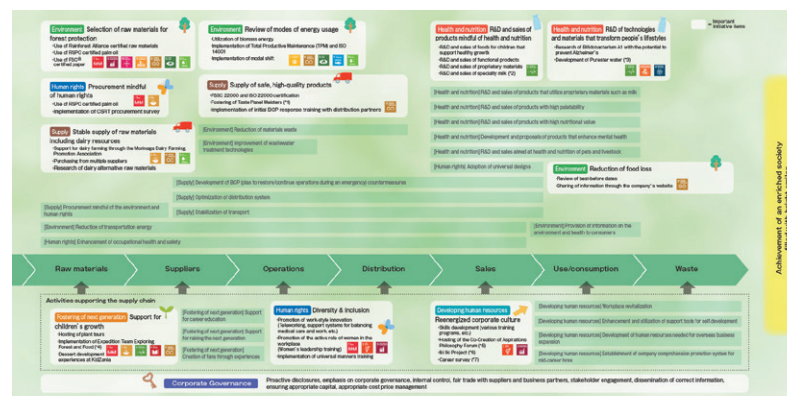 Important
initiative items
Environment Selection of raw materials for
forest protection
•Use of Rainforest Alliance certified raw materials
•Use of RSPO certified palm oil
•Use of FSC®
certified paper
Environment Review of modes of energy usage
•Utilization of biomass energy
•Implementation of Total Productive Maintenance (TPM) and ISO
14001
•Implementation of modal shift
Health and nutrition R&D and sales of
products mindful of health and nutrition
•R&D and sales of foods for children that
support healthy growth
•R&D and sales of functional products
•R&D and sales of proprietary materials
•R&D and sales of specialty milk (*2)
Health and nutrition R&D of technologies
and materials that transform people's lifestyles
•Research of Bifidobacterium A1 with the potential to
prevent Alzheimer's
•Development of Puraster water (*3)
Human rights Procurement mindful
of human rights
•Use of RSPO certified palm oil
•Implementation of CSR procurement survey
Supply Supply of safe, high-quality products
•FSSC 22000 and ISO 22000 certification
•Fostering of Taste Panel Meisters (*1)
•Implementation of initial BCP response training with distribution partners
Supply Stable supply of raw materials
including dairy resources
•Support for dairy farming through the Morinaga Dairy Farming
Promotion Association
•Purchasing from multiple suppliers
•Research of dairy alternative raw materials
[Environment] Reduction of materials waste
[Environment] Improvement of wastewater
treatment technologies
[Health and nutrition] R&D and sales of products that utilize proprietary materials such as milk
[Health and nutrition] R&D and sales of products with high palatability
[Health and nutrition] R&D and sales of products with high nutritional value
[Health and nutrition] Development and proposals of products that enhance mental health
[Health and nutrition] R&D and sales aimed at health and nutrition of pets and livestock
[Human rights] Adoption of universal designs
Environment Reduction of food loss
•Review of best-before dates
•Sharing of information through the company's website
[Supply] Development of BCP (plan to restore/continue operations during an emergency) countermeasures
[Supply] Optimization of distribution system
[Supply] Procurement mindful of the environment and
human rights
[Supply] Stabilization of transport
[Environment] Reduction of transportation energy
[Environment] Provision of information on the
environment and health to consumers
[Human rights] Enhancement of occupational health and safety
Achievement of an enriched society
Raw materials
Suppliers
Operations
Distribution
Sales
Use/consumption
Waste
Activities supporting the supply chain
Fostering of next generation Support for
children's growth
•Hosting of plant tours
•Implementation of Expedition Team Exploring
Forest and Food (*4)
•Dessert development
experiences at KidZania
[Fostering of next generation] Support
for career education
[Fostering of next generation] Support
for raising the next generation
[Fostering of next generation]
Creation of fans through experiences
Human rights Diversity & inclusion
•Promotion of work-style innovation
(teleworking, support systems for balancing
medical care and work, etc.)
•Promotion of the active role of women in the
workplace
(Women's leadership training)
•Implementation of universal manners training
Developing human resources
Reenergized corporate culture
•Skills development (various training
programs, etc.)
•Hosting of the Co-Creation of Aspirations
Philosophy Forum (*5)
•Career survey (*7)
[Developing human resources] Workplace revitalization
[Developing human resources] Enhancement and utilization of support tools for self-development
[Developing human resources] Development of human resources needed for overseas business
expansion
[Developing human resources] Establishment of company comprehensive promotion system for
mid-career hires
Corporate Governance
Proactive disclosures, emphasis on corporate governance, internal control, fair trade with suppliers and business partners, stakeholder engagement, dissemination of correct information,
ensuring appropriate capital, appropriate cost price management